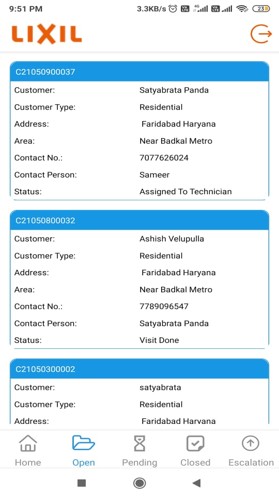 9:51 PM 3.3KB/s 23
LIXIL
C21050900037
Customer: Satyabrata Panda
Customer Type: Residential
Address: Faridabad Haryana
Area: Near Badkal Metro
Contact No.: 7077626024
Contact Person: Sameer
Status: Assigned To Technician
C21050800032
Customer: Ashish Velupulla
Customer Type: Residential
Address: Faridabad Haryana
Area: Near Badkal Metro
Contact No.: 7789096547
Contact Person: Satyabrata Panda
Status: Visit Done
C21050300002
Customer: satyabrata
Customer Type: Residential
Address: Faridabad Haryana
Home Open Pending Closed Escalation